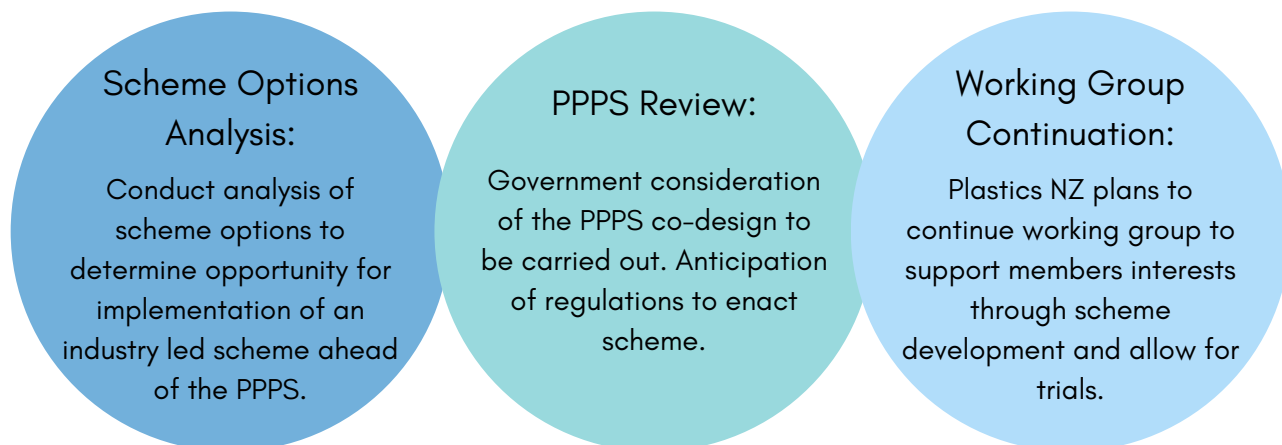 Scheme Options
Analysis:
Conduct analysis of
scheme options to
determine opportunity for
implementation of an
industry led scheme ahead
of the PPPS.
PPPS Review:
Government consideration
of the PPPS co-design to
be carried out. Anticipation
of regulations to enact
scheme.
Working Group
Continuation:
Plastics NZ plans to
continue working group to
support members interests
through scheme
development and allow for
trials.